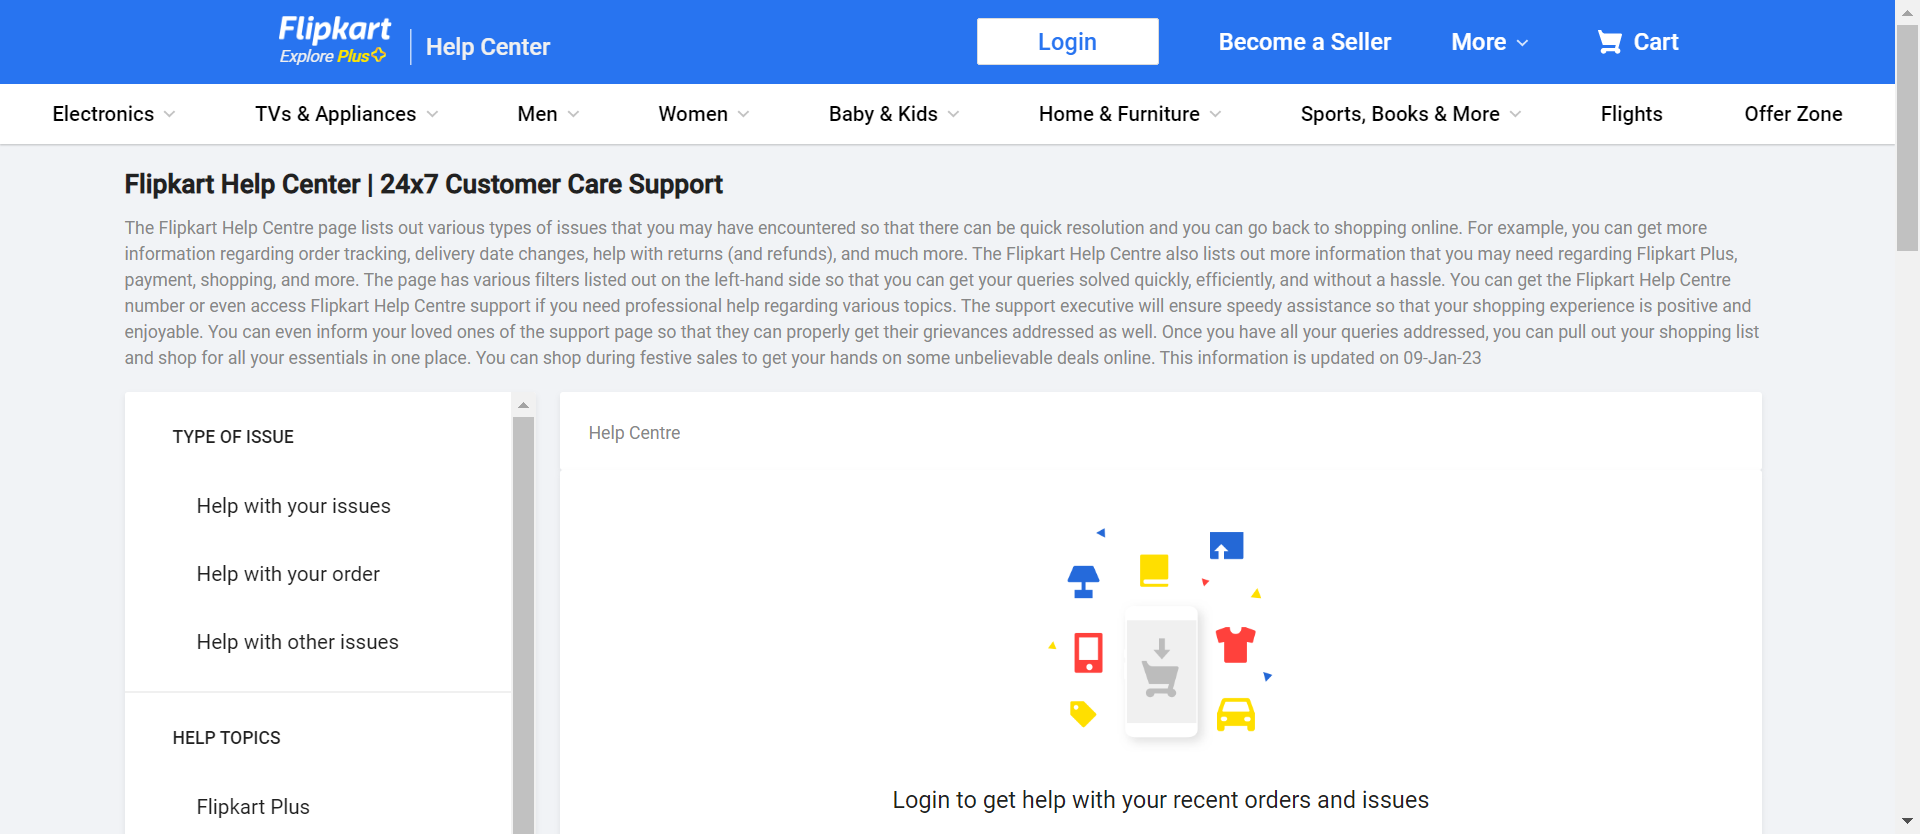 Flipkart
Explore Plus
Help Center
Login
Become a Seller
More
Cart
Electronics
TVs & Appliances
Men
Women
Baby & Kids
Home & Furniture
Sports, Books & More
Flights
Offer Zone
Flipkart Help Center | 24x7 Customer Care Support
The Flipkart Help Centre page lists out various types of issues that you may have encountered so that there can be quick resolution and you can go back to shopping online. For example, you can get more
information regarding order tracking, delivery date changes, help with returns (and refunds), and much more. The Flipkart Help Centre also lists out more information that you may need regarding Flipkart Plus,
payment, shopping, and more. The page has various filters listed out on the left-hand side so that you can get your queries solved quickly, efficiently, and without a hassle. You can get the Flipkart Help Centre
number or even access Flipkart Help Centre support if you need professional help regarding various topics. The support executive will ensure speedy assistance so that your shopping experience is positive and
enjoyable. You can even inform your loved ones of the support page so that they can properly get their grievances addressed as well. Once you have all your queries addressed, you can pull out your shopping list
and shop for all your essentials in one place. You can shop during festive sales to get your hands on some unbelievable deals online. This information is updated on 09-Jan-23
TYPE OF ISSUE
Help with your issues
Help with your order
Help with other issues
HELP TOPICS
Flipkart Plus
Help Centre
Login to get help with your recent orders and issues